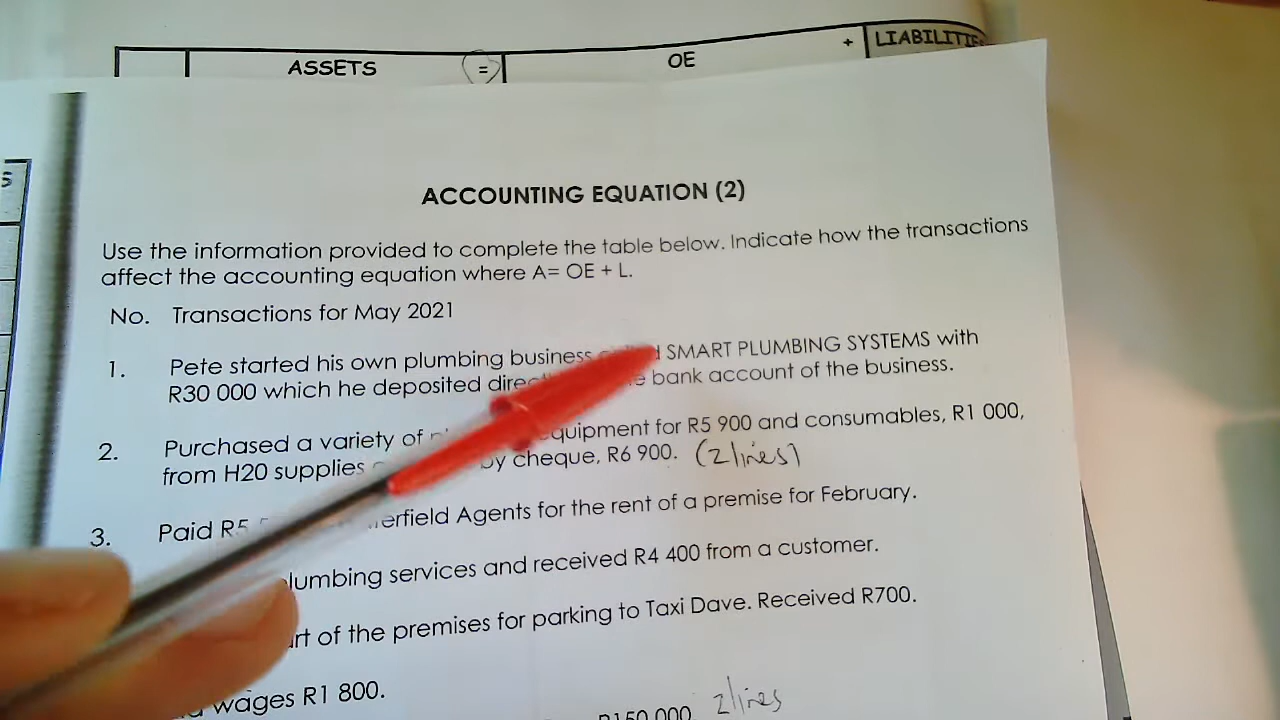 ASSETS = OE + LIABILITIE
S
ACCOUNTING EQUATION (2)
Use the information provided to complete the table below. Indicate how the transactions
affect the accounting equation where A= OE + L.
No. Transactions for May 2021
1. Pete started his own plumbing business SMART PLUMBING SYSTEMS with
R30 000 which he deposited bank account of the business.
2. Purchased a variety of equipment for R5 900 and consumables, R1 000,
from H20 supplies by cheque, R6 900. (2 lines)
3. Paid Agents for the rent of a premise for February.
plumbing services and received R4 400 from a customer.
of the premises for parking to Taxi Dave. Received R700.
wages R1 800.
R150 000 2 lines